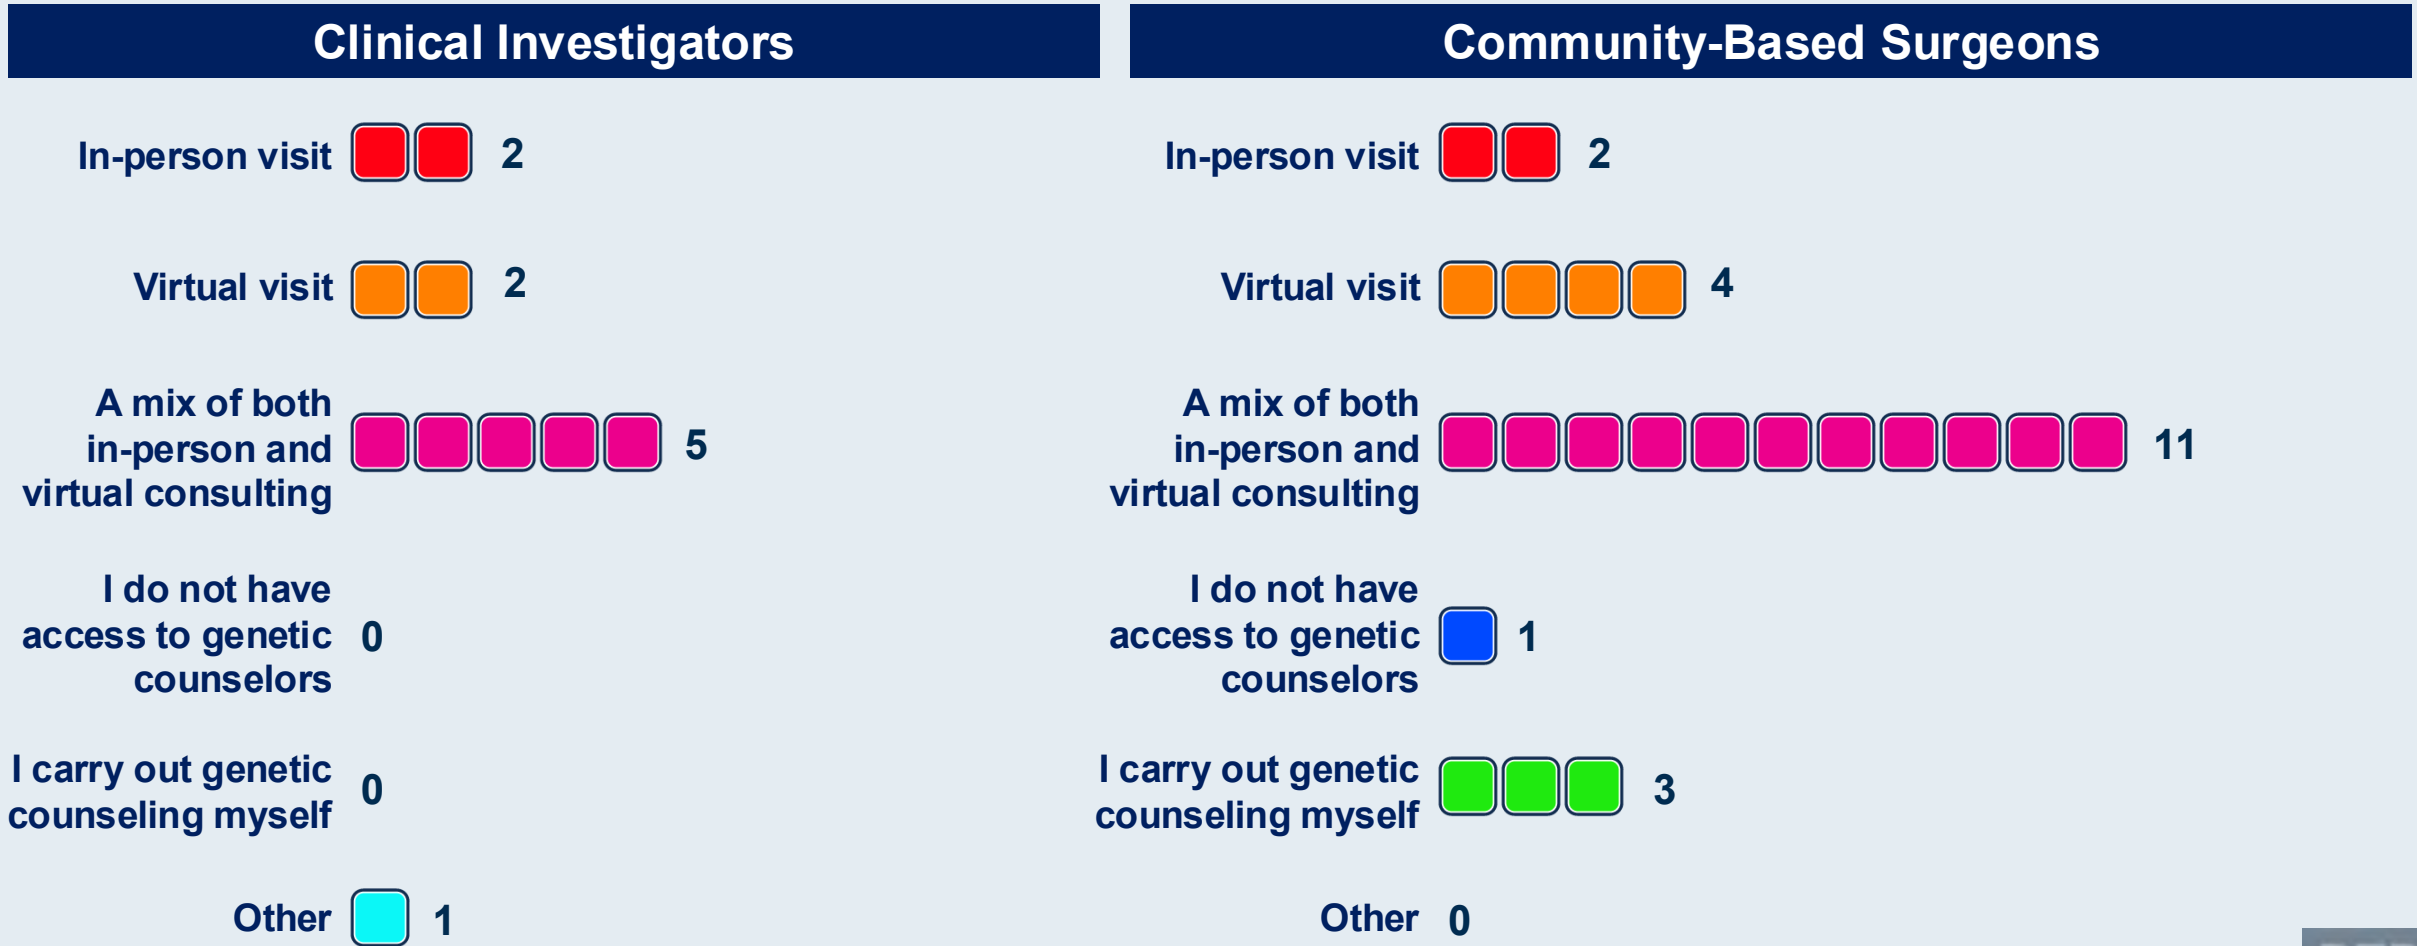 Clinical Investigators
In-person visit 2
Virtual visit 2
A mix of both
in-person and
virtual consulting 5
I do not have
access to genetic
counselors 0
I carry out genetic
counseling myself 0
Other 1
Community-Based Surgeons
In-person visit 2
Virtual visit 4
A mix of both
in-person and
virtual consulting 11
I do not have
access to genetic
counselors 1
I carry out genetic
counseling myself 3
Other 0